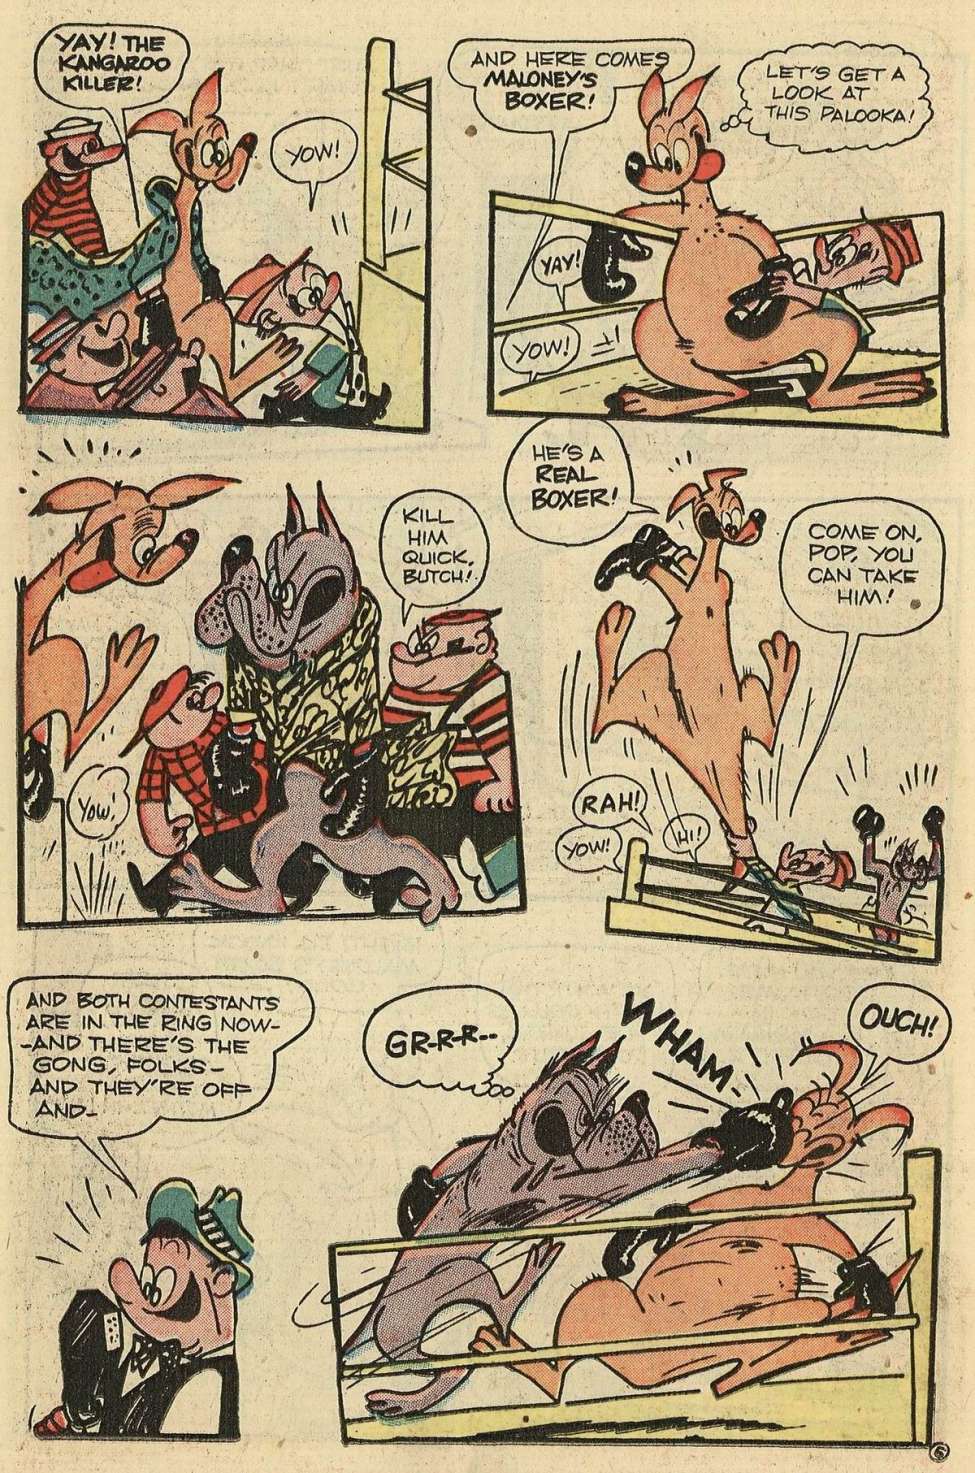 YAY! THE
KANGAROO
KILLER!
YOW!
AND HERE COMES
MALONEY'S
BOXER!
LET'S GET A
LOOK AT
THIS PALOOKA!
YAY!
YOW!
KILL
HIM
QUICK,
BUTCH!
YOW!
HE'S A
REAL
BOXER!
COME ON,
POP, YOU
CAN TAKE
HIM!
RAH!
YOW!
HI!
AND BOTH CONTESTANTS
ARE IN THE RING NOW-
-AND THERE'S THE
GONG, FOLKS-
AND THEY'RE OFF
AND-
GR-R-R--
WHAM-
OUCH!
5